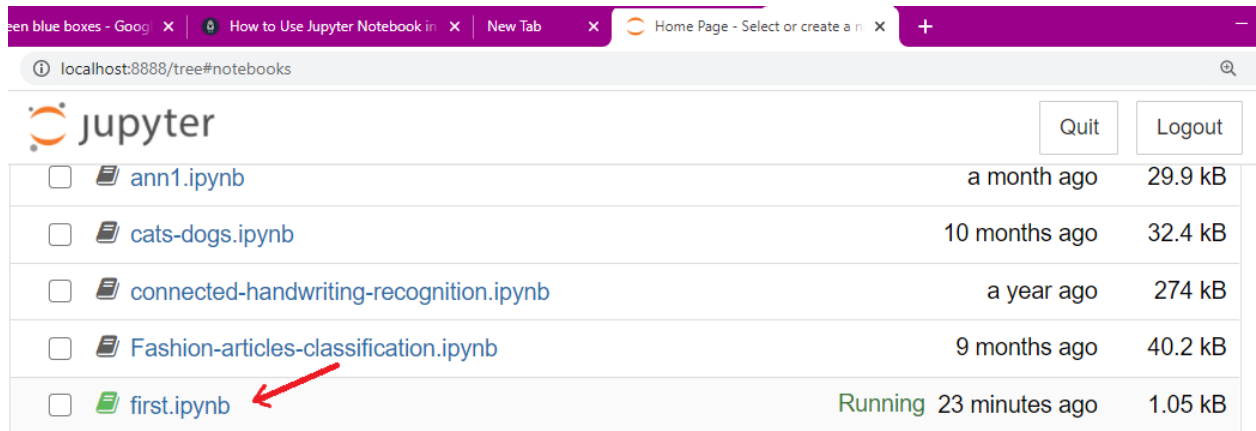 een blue boxes - Goog How to Use Jupyter Notebook in New Tab Home Page - Select or create a n
localhost:8888/tree#notebooks
jupyter Quit Logout
ann1.ipynb a month ago 29.9 kB
cats-dogs.ipynb 10 months ago 32.4 kB
connected-handwriting-recognition.ipynb a year ago 274 kB
Fashion-articles-classification.ipynb 9 months ago 40.2 kB
first.ipynb Running 23 minutes ago 1.05 kB